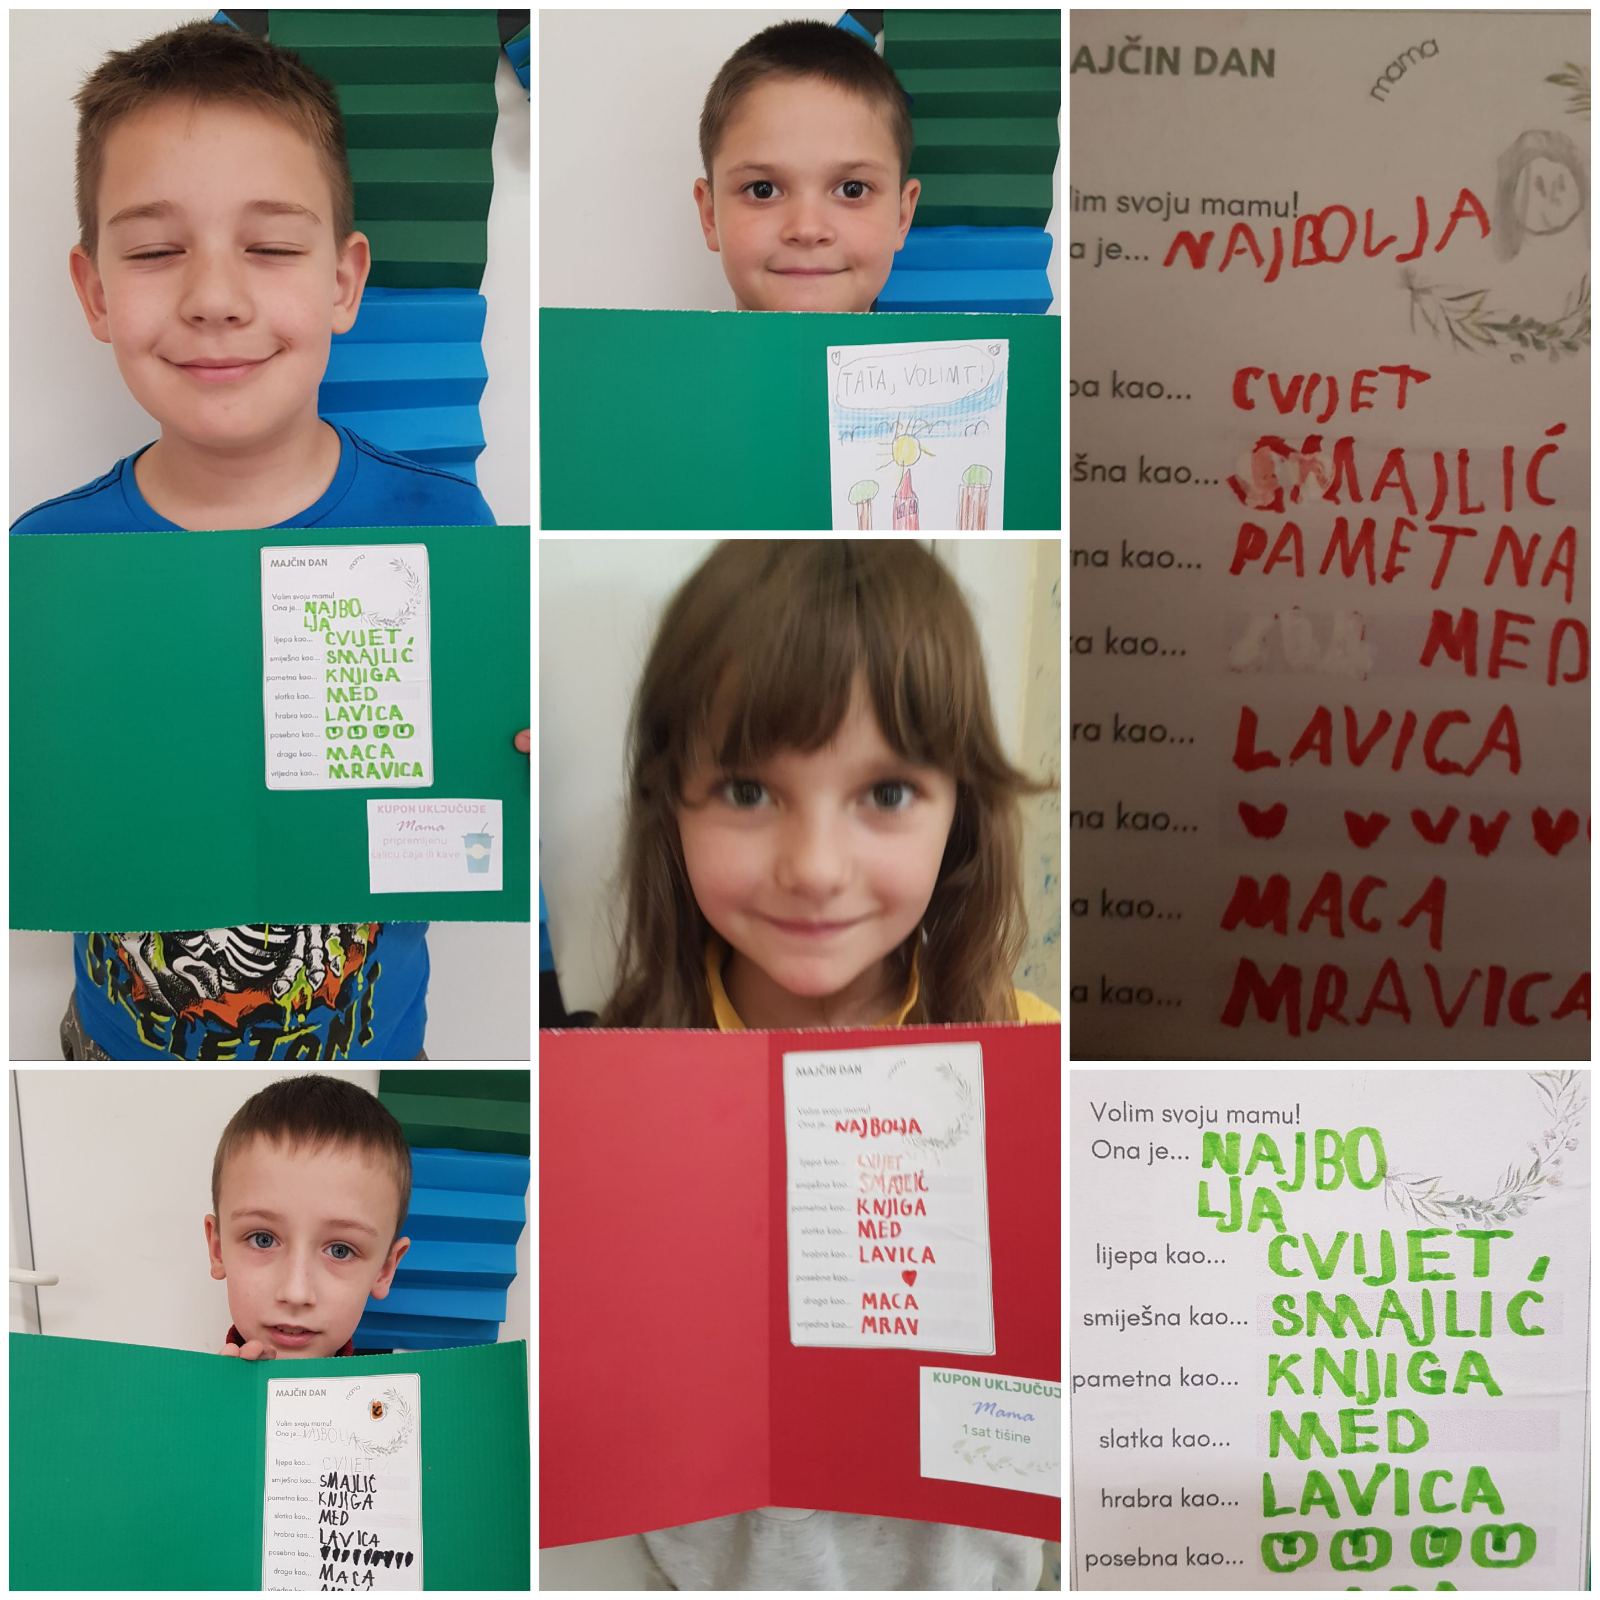 MAJČIN DAN
mama
Volim svoju mamu!
Ona je... NAJBO
LJA
lijepa kao... CVIJET
smiješna kao... SMAJLIĆ
pametna kao... KNJIGA
slatka kao... MED
hrabra kao... LAVICA
posebna kao...
draga kao... MACA
vrijedna kao... MRAVICA
KUPON UKLJUČUJE
Mama
pripremljenu
šalicu čaja ili kave
TATA, VOLIMT!
AJČIN DAN
mama
lim svoju mamu!
a je... NAJBOLJA
pa kao... CVIJET
šna kao... SMAJLIĆ
na kao... PAMETNA
ka kao... MED
ra kao... LAVICA
na kao...
a kao... MACA
a kao... MRAVICA
MAJČIN DAN
mama
Volim svoju mamu!
Ona je... NAJBOLJA
lijepa kao... CVIJET
smiješna kao... SMAJLIĆ
pametna kao... KNJIGA
slatka kao... MED
hrabra kao... LAVICA
posebna kao...
draga kao... MACA
vrijedna kao... MRAV
KUPON UKLJUČUJ
Mama
1 sat tišine
MAJČIN DAN
mama
Volim svoju mamu!
Ona je... NAJBOLJA
lijepa kao... CVIJET
smiješna kao... SMAJLIĆ
pametna kao... KNJIGA
slatka kao... MED
hrabra kao... LAVICA
posebna kao...
draga kao... MACA
vrijedna kao...
Volim svoju mamu!
Ona je... NAJBO
LJA
lijepa kao... CVIJET
smiješna kao... SMAJLIĆ
pametna kao... KNJIGA
slatka kao... MED
hrabra kao... LAVICA
posebna kao...